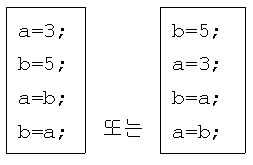 a=3;
b=5;
a=b;
b=a;
또는
b=5;
a=3;
b=a;
a=b;